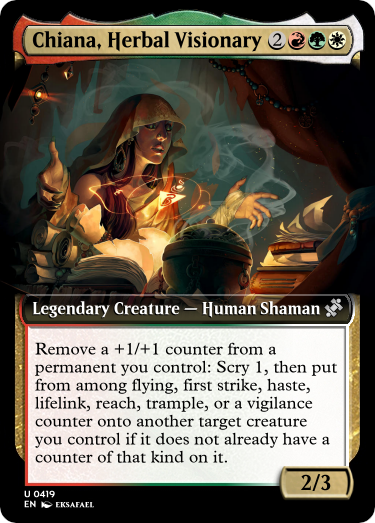 Chiana, Herbal Visionary 2
Legendary Creature — Human Shaman
Remove a +1/+1 counter from a
permanent you control: Scry 1, then put
from among flying, first strike, haste,
lifelink, reach, trample, or a vigilance
counter onto another target creature
you control if it does not already have a
counter of that kind on it.
2/3
U 0419
EN EKSAFAEL